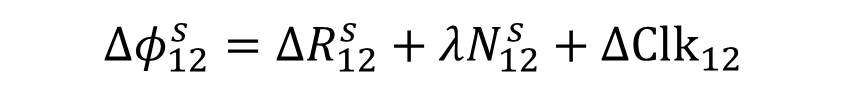 Δϕ₁₂ˢ = ΔR₁₂ˢ + λN₁₂ˢ + ΔClk₁₂